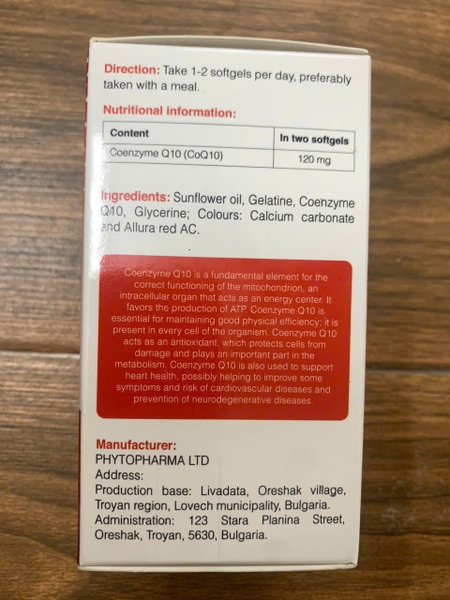 Direction: Take 1-2 softgels per day, preferably
taken with a meal.
Nutritional information:
Content In two softgels
Coenzyme Q10 (CoQ10) 120 mg
Ingredients: Sunflower oil, Gelatine, Coenzyme
Q10, Glycerine; Colours: Calcium carbonate
and Allura red AC.
Coenzyme Q10 is a fundamental element for the
correct functioning of the mitochondrion, an
intracellular organ that acts as an energy center. It
favors the production of ATP. Coenzyme Q10 is
essential for maintaining good physical efficiency; it is
present in every cell of the organism. Coenzyme Q10
acts as an antioxidant, which protects cells from
damage and plays an important part in the
metabolism. Coenzyme Q10 is also used to support
heart health, possibly helping to improve some
symptoms and risk of cardiovascular diseases and
prevention of neurodegenerative diseases.
Manufacturer:
PHYTOPHARMA LTD
Address:
Production base: Livadata, Oreshak village,
Troyan region, Lovech municipality, Bulgaria.
Administration: 123 Stara Planina Street,
Oreshak, Troyan, 5630, Bulgaria.